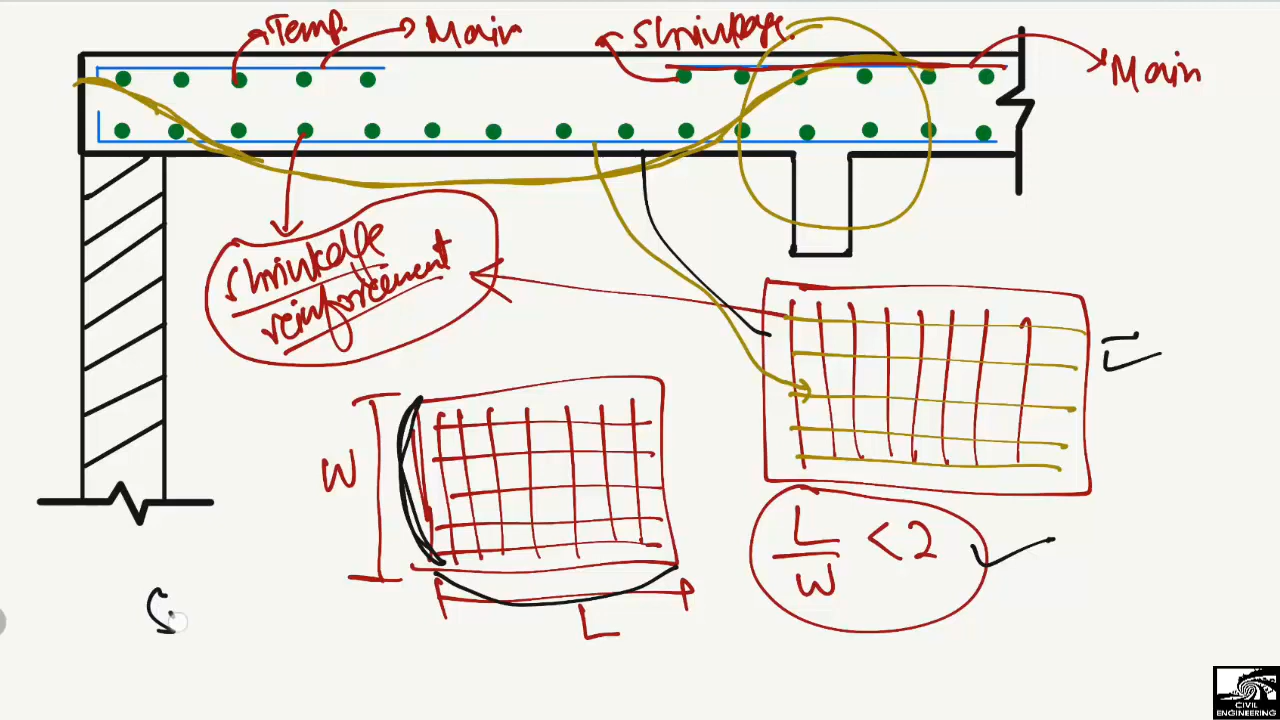 Temp.
Main
Shrinkage
Main
Shrinkage
reinforcement
W
L
L/W < 2
CIVIL
ENGINEERING